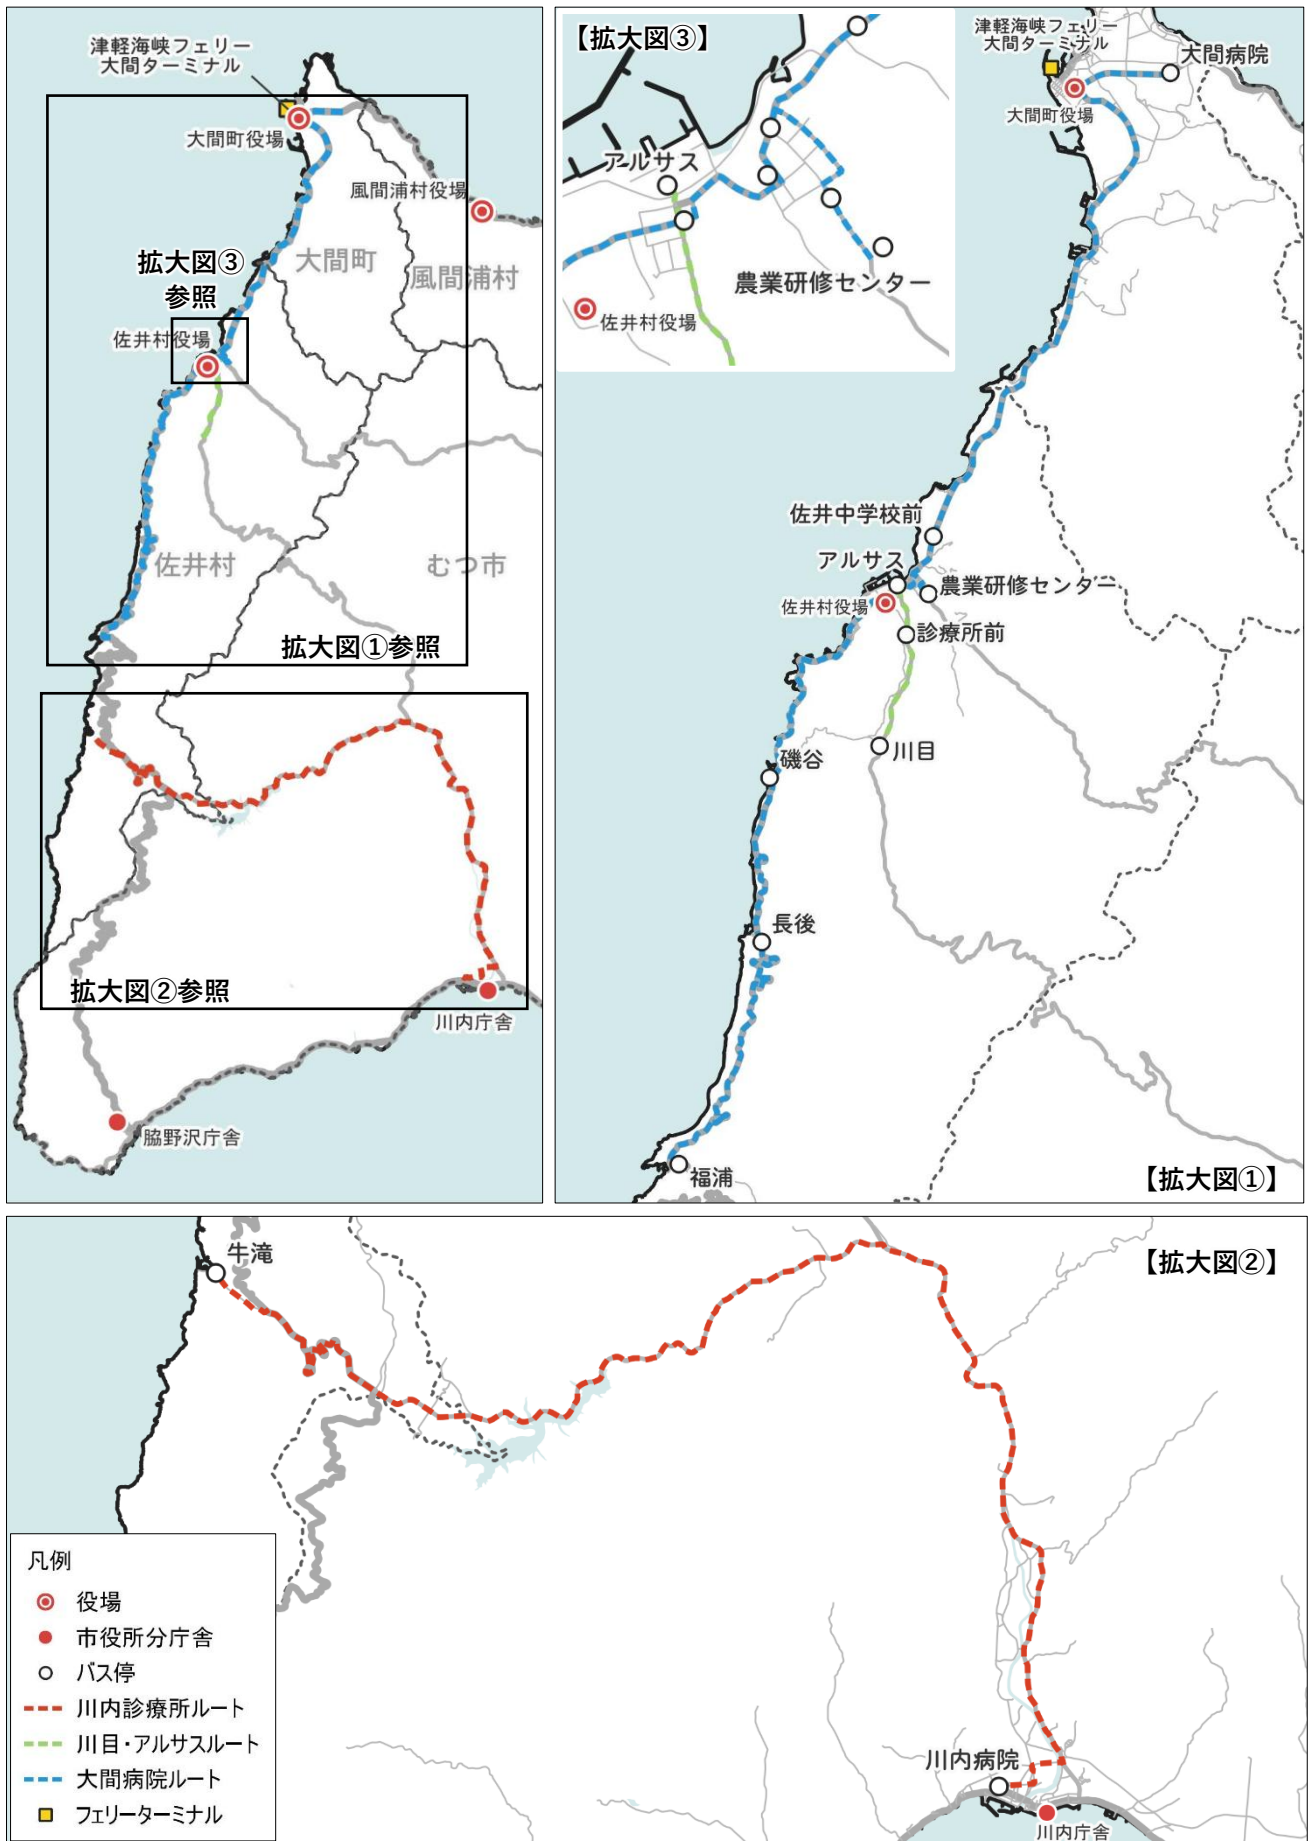 津軽海峡フェリー
大間ターミナル
大間町役場
風間浦村役場
拡大図③
参照
大間町
風間浦村
佐井村役場
佐井村
むつ市
拡大図①参照
拡大図②参照
川内庁舎
脇野沢庁舎
【拡大図③】
アルサス
農業研修センター
佐井村役場
津軽海峡フェリー
大間ターミナル
大間病院
大間町役場
佐井中学校前
アルサス
農業研修センター
佐井村役場
診療所前
川目
磯谷
長後
福浦
【拡大図①】
牛滝
【拡大図②】
川内病院
川内庁舎
凡例
役場
市役所分庁舎
バス停
川内診療所ルート
川目・アルサスルート
大間病院ルート
フェリーターミナル